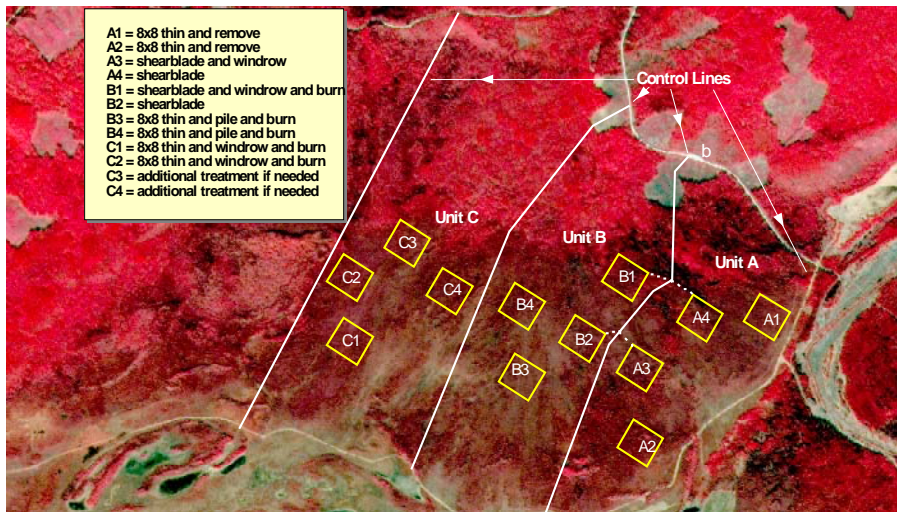 A1 = 8x8 thin and remove
A2 = 8x8 thin and remove
A3 = shearblade and windrow
A4 = shearblade
B1 = shearblade and windrow and burn
B2 = shearblade
B3 = 8x8 thin and pile and burn
B4 = 8x8 thin and pile and burn
C1 = 8x8 thin and windrow and burn
C2 = 8x8 thin and windrow and burn
C3 = additional treatment if needed
C4 = additional treatment if needed
Control Lines
b
Unit C
Unit B
Unit A
C3
C2
C4
B1
B4
A4
A1
C1
B2
B3
A3
A2